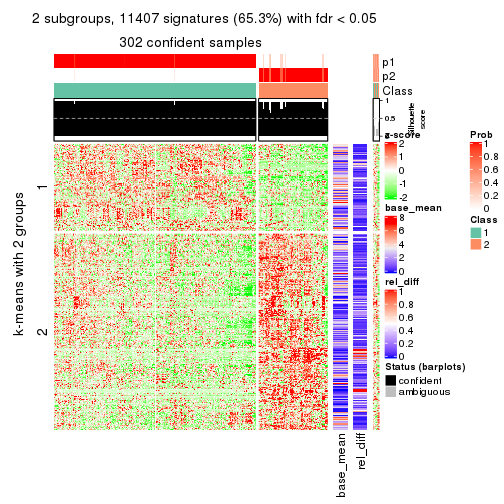 2 subgroups, 11407 signatures (65.3%) with fdr < 0.05
302 confident samples
p1
p2
Class
1
0.5
0
Silhouette
score
k-means with 2 groups
1
2
z-score
2
1
0
-1
-2
base_mean
8
6
4
2
0
rel_diff
1
0.8
0.6
0.4
0.2
0
Status (barplots)
confident
ambiguous
Prob
1
0.8
0.6
0.4
0.2
0
Class
1
2
base_mean
rel_diff